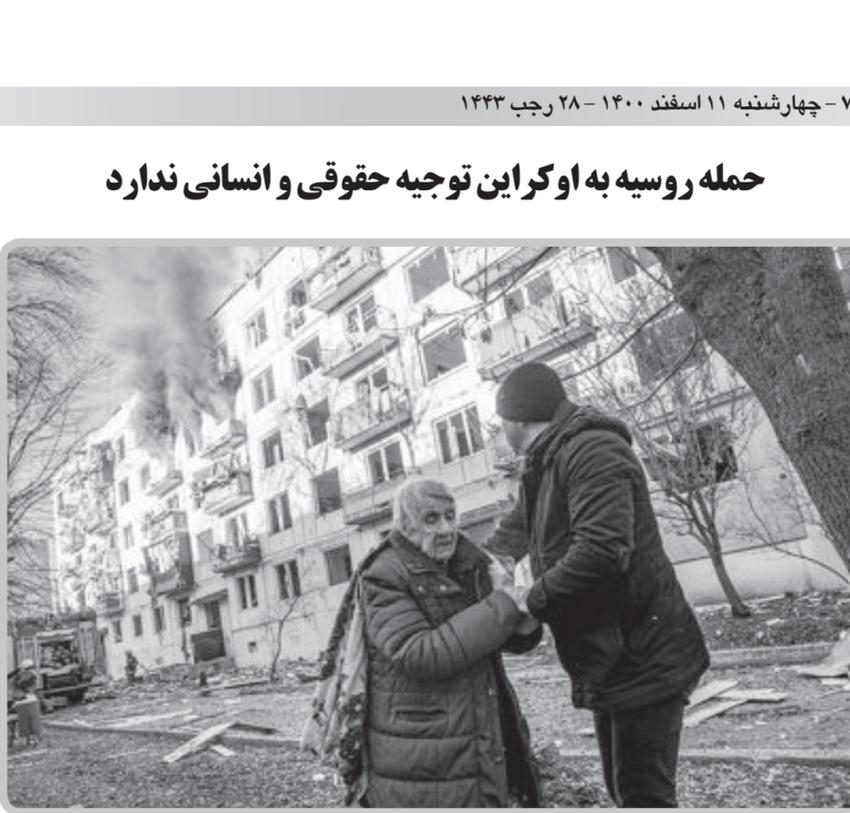 ۷ - چهارشنبه ۱۱ اسفند ۱۴۰۰ - ۲۸ رجب ۱۴۴۳
حمله روسیه به اوکراین توجیه حقوقی و انسانی ندارد